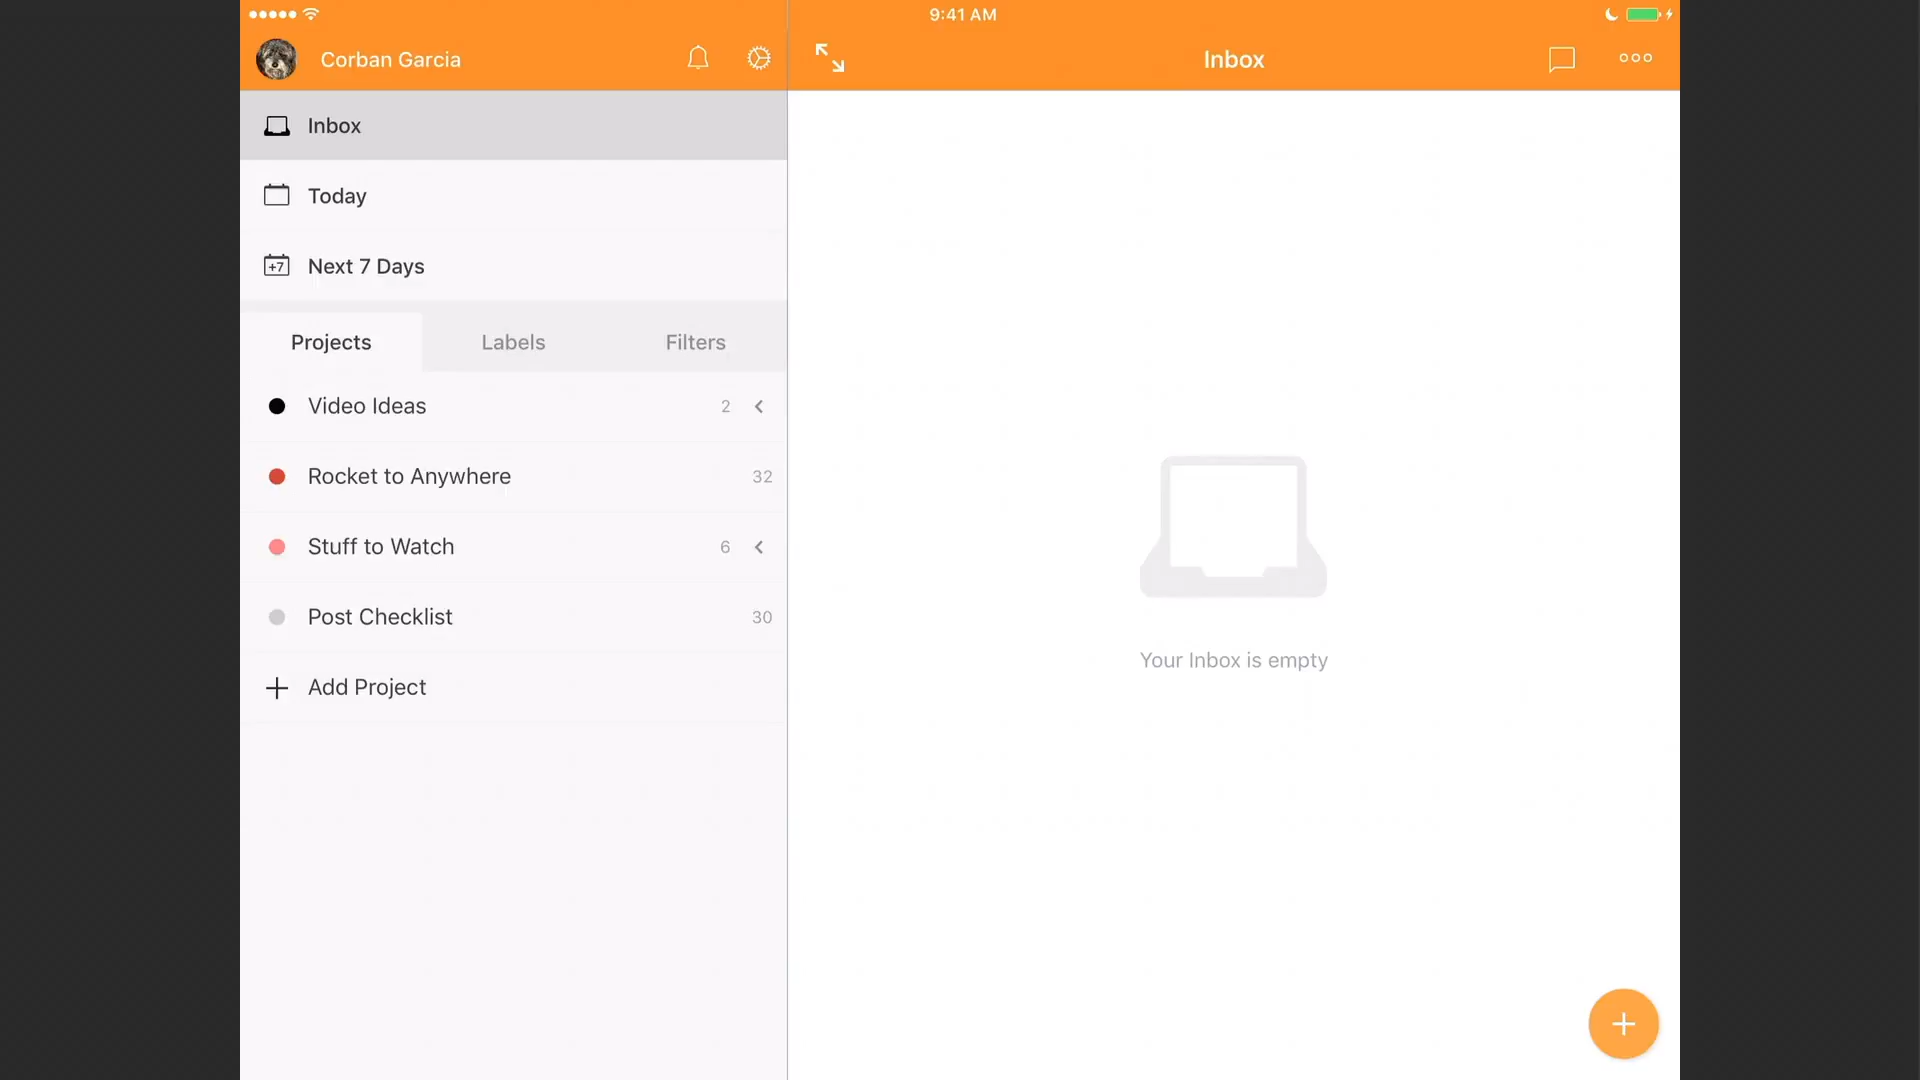 9:41 AM
Corban Garcia
Inbox
Inbox
Today
+7 Next 7 Days
Projects Labels Filters
Video Ideas 2
Rocket to Anywhere 32
Stuff to Watch 6
Post Checklist 30
Add Project
Your Inbox is empty